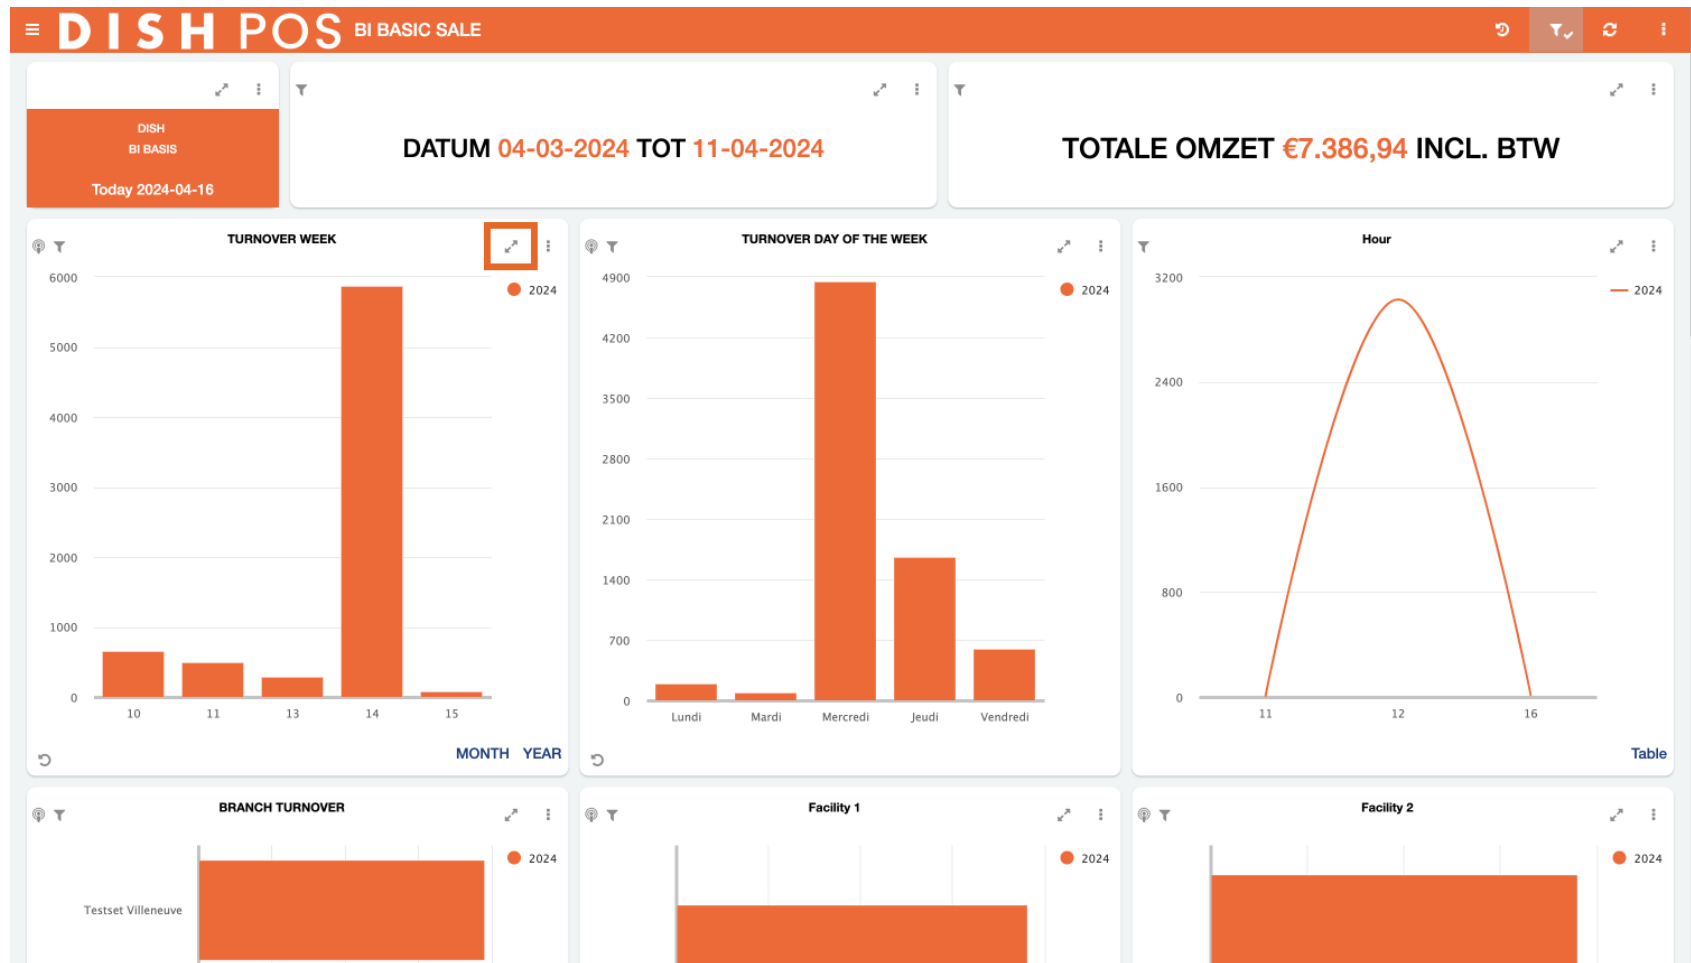 DISH POS BI BASIC SALE
DISH
BI BASIS
Today 2024-04-16
DATUM 04-03-2024 TOT 11-04-2024
TOTALE OMZET €7.386,94 INCL. BTW
TURNOVER WEEK
2024
6000
5000
4000
3000
2000
1000
0
10 11 13 14 15
MONTH YEAR
TURNOVER DAY OF THE WEEK
2024
4900
4200
3500
2800
2100
1400
700
0
Lundi Mardi Mercredi Jeudi Vendredi
Hour
2024
3200
2400
1600
800
0
11 12 16
Table
BRANCH TURNOVER
2024
Testset Villeneuve
Facility 1
2024
Facility 2
2024